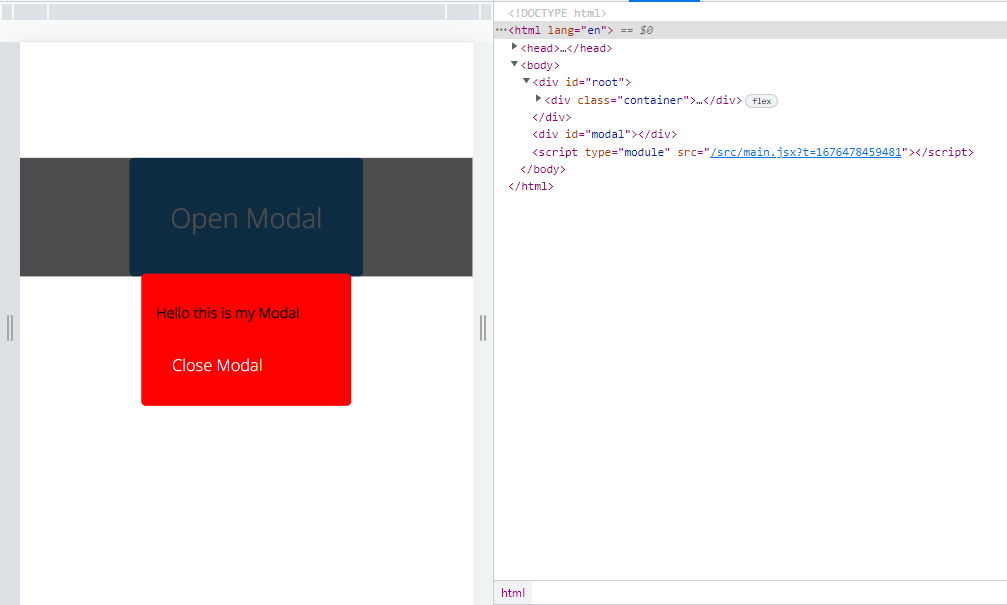 Open Modal
Hello this is my Modal
Close Modal
<!DOCTYPE html>
···<html lang="en"> == $0
<head>…</head>
<body>
<div id="root">
<div class="container">…</div> flex
</div>
<div id="modal"></div>
<script type="module" src="/src/main.jsx?t=1676478459481"></script>
</body>
</html>
html